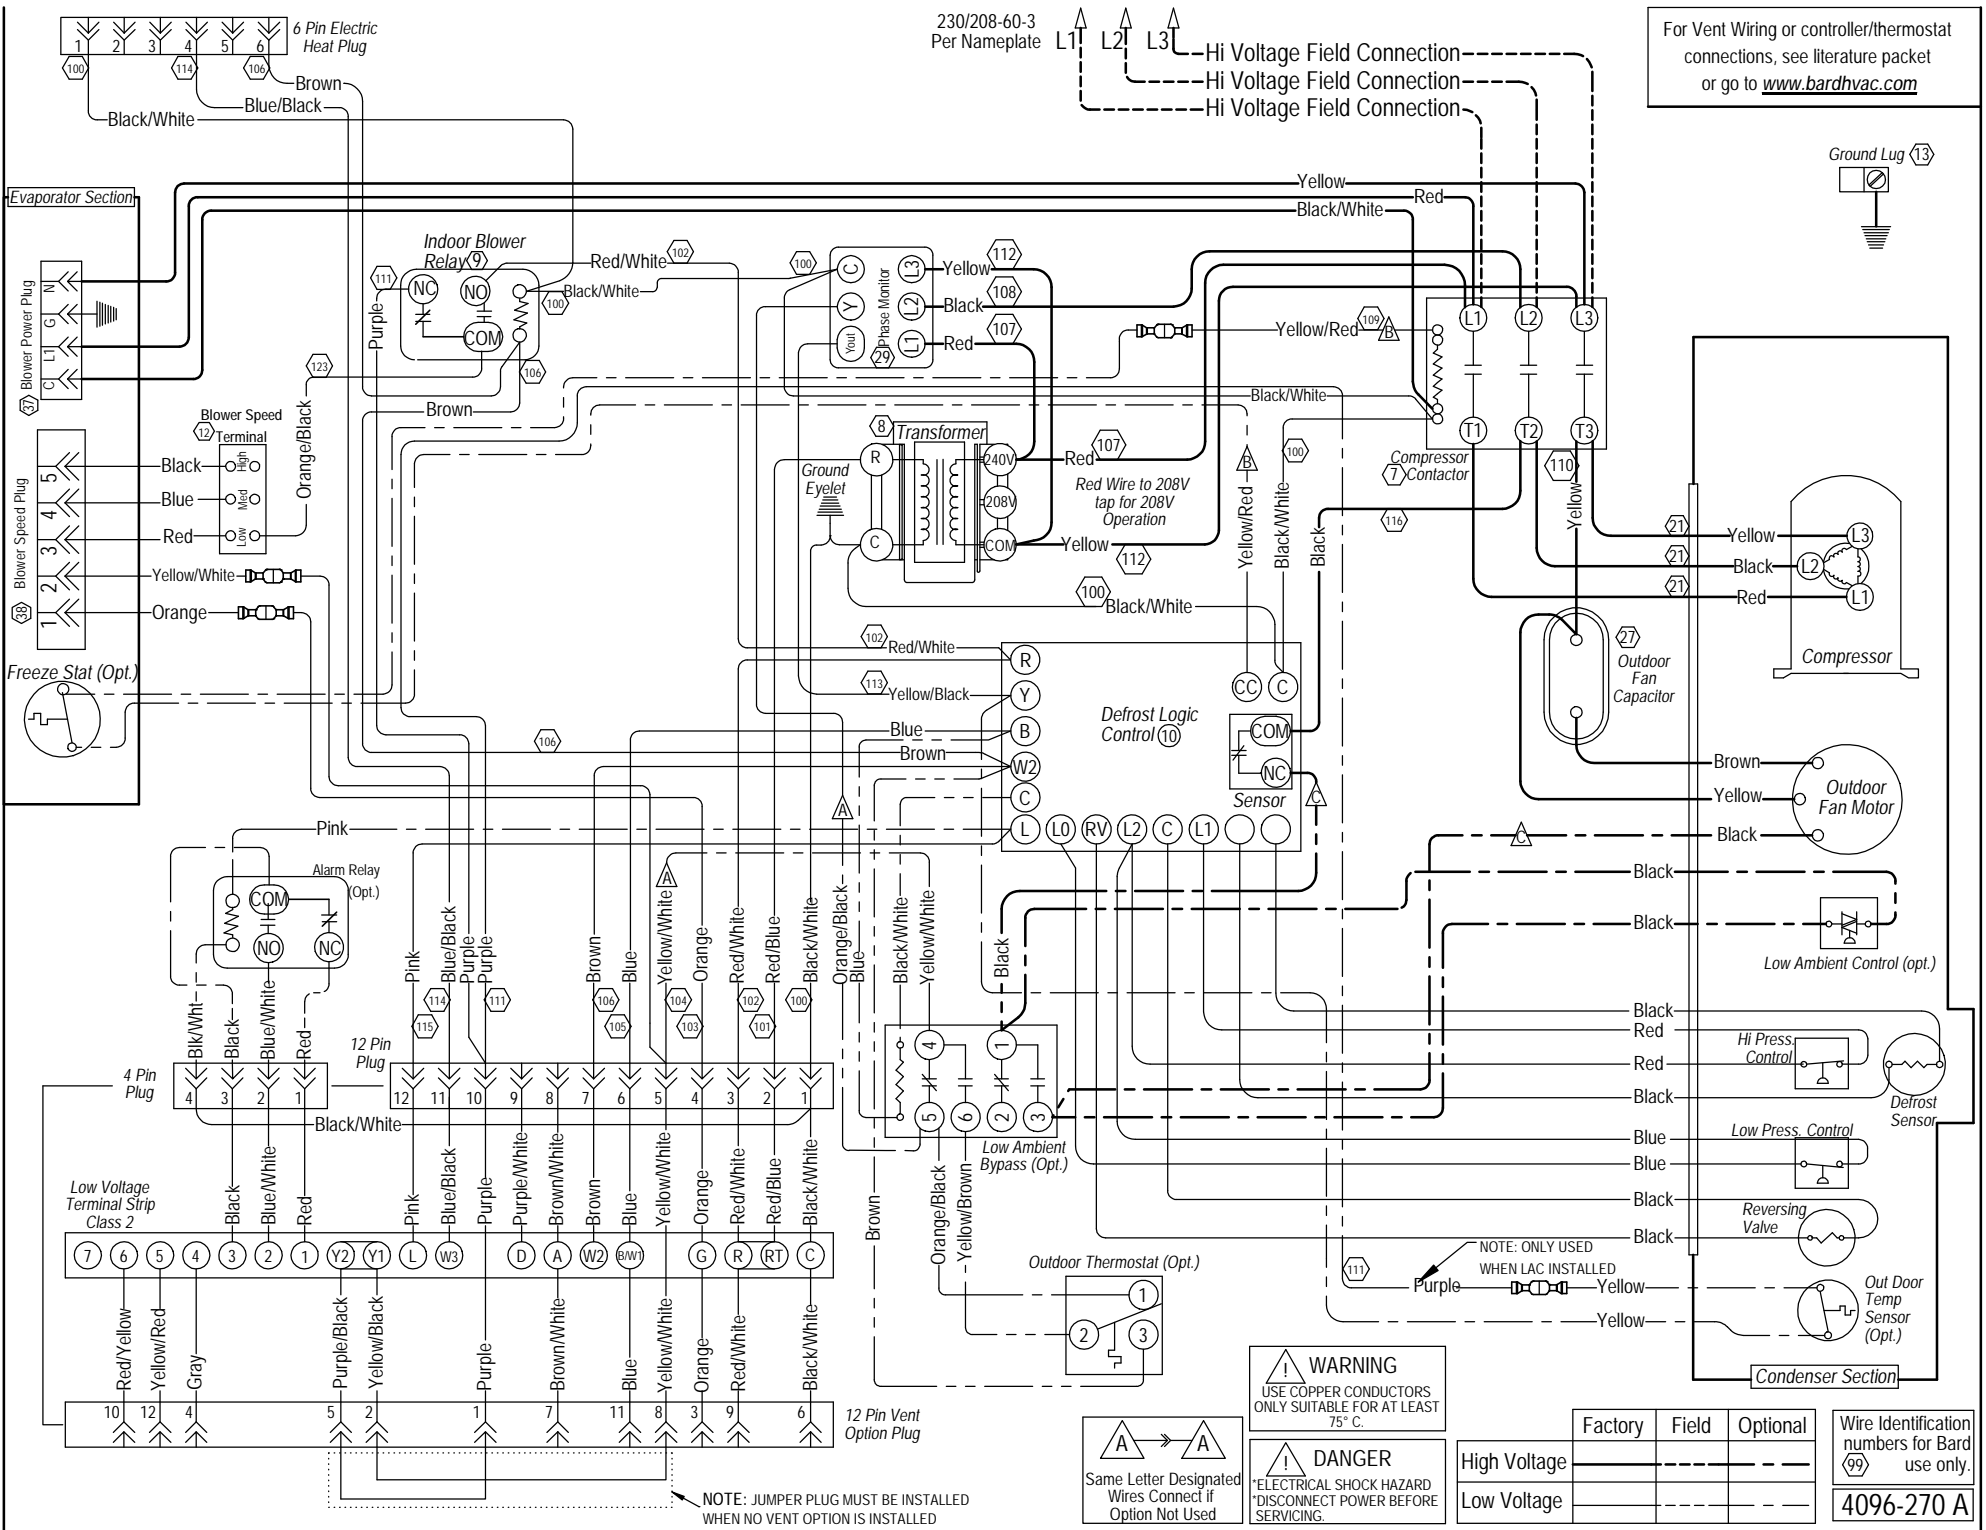 6 Pin Electric
Heat Plug
1 2 3 4 5 6
100 114 106
Brown
Blue/Black
Black/White
230/208-60-3
Per Nameplate
L1 L2 L3
Hi Voltage Field Connection
Hi Voltage Field Connection
Hi Voltage Field Connection
For Vent Wiring or controller/thermostat
connections, see literature packet
or go to www.bardhvac.com
Ground Lug 13
Evaporator Section
Yellow
Red
Black/White
Blower Power Plug
N
G
L1
C
37
Indoor Blower
Relay 9
NC
NO
COM
111
Purple
Red/White 102
Black/White
100
100
106
123
Orange/Black
Brown
Phase Monitor
29
C
Y
Yout
L3
L2
L1
Yellow 112
Black 108
Red 107
Yellow/Red 109 B
Black/White
L1 L2 L3
T1 T2 T3
Compressor
7 Contactor
110
Yellow
116
Blower Speed
12 Terminal
High
Med
Low
Blower Speed Plug
38
5
4
3
2
1
Black
Blue
Red
Yellow/White
Orange
8 Transformer
R
C
240V
208V
COM
Ground
Eyelet
Red 107
Red Wire to 208V
tap for 208V
Operation
Yellow
112
100
Black/White
B
Yellow/Red
100
Black/White
Black
21 Yellow L3
21 Black L2
21 Red L1
Compressor
27
Outdoor
Fan
Capacitor
Freeze Stat (Opt.)
102
Red/White
113
Yellow/Black
Blue
Brown
106
R
Y
B
W2
C
L L0 RV L2 C L1
CC C
Defrost Logic
Control 10
COM
NC
Sensor
C
A
Brown
Yellow
Black
Outdoor
Fan Motor
C
Black
Black
Low Ambient Control (opt.)
Pink
Alarm Relay
(Opt.)
COM
NO
NC
Blk/Wht
Black
Blue/White
Red
Pink
Blue/Black
Purple
Purple
Brown
Blue
Yellow/White
A
Orange
Red/White
Red/Blue
Black/White
Orange/Black
Blue
Black/White
Yellow/White
Black
115 114 111 106 105 104 103 102 101 100
4 Pin
Plug
4 3 2 1
12 Pin
Plug
12 11 10 9 8 7 6 5 4 3 2 1
Black/White
4 1
5 6 2 3
Low Ambient
Bypass (Opt.)
Black
Red
Hi Press.
Control
Red
Black
Defrost
Sensor
Low Press. Control
Blue
Blue
Black
Reversing
Valve
Black
Low Voltage
Terminal Strip
Class 2
Black
Blue/White
Red
Pink
Blue/Black
Purple
Purple/White
Brown/White
Brown
Blue
Yellow/White
Orange
Red/White
Red/Blue
Black/White
7 6 5 4 3 2 1 Y2 Y1 L W3 D A W2 B/W1 G R RT C
Brown
Orange/Black
Yellow/Brown
Outdoor Thermostat (Opt.)
1
2
3
NOTE: ONLY USED
WHEN LAC INSTALLED
111
Purple
Yellow
Yellow
Out Door
Temp
Sensor
(Opt.)
Condenser Section
Red/Yellow
Yellow/Red
Gray
Purple/Black
Yellow/Black
Purple
Brown/White
Blue
Yellow/White
Orange
Red/White
Black/White
10 12 4 5 2 1 7 11 8 3 9 6
12 Pin Vent
Option Plug
NOTE: JUMPER PLUG MUST BE INSTALLED
WHEN NO VENT OPTION IS INSTALLED
A A
Same Letter Designated
Wires Connect if
Option Not Used
! WARNING
USE COPPER CONDUCTORS
ONLY SUITABLE FOR AT LEAST
75° C.
! DANGER
*ELECTRICAL SHOCK HAZARD
*DISCONNECT POWER BEFORE
SERVICING.
Factory Field Optional
High Voltage
Low Voltage
Wire Identification
numbers for Bard
99 use only.
4096-270 A